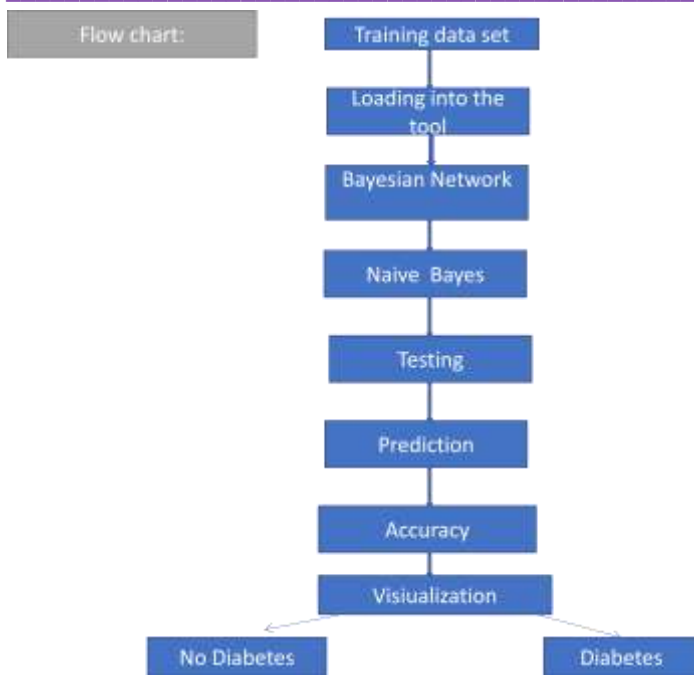 Flow chart:
Training data set
Loading into the
tool
Bayesian Network
Naive Bayes
Testing
Prediction
Accuracy
Visiualization
No Diabetes
Diabetes